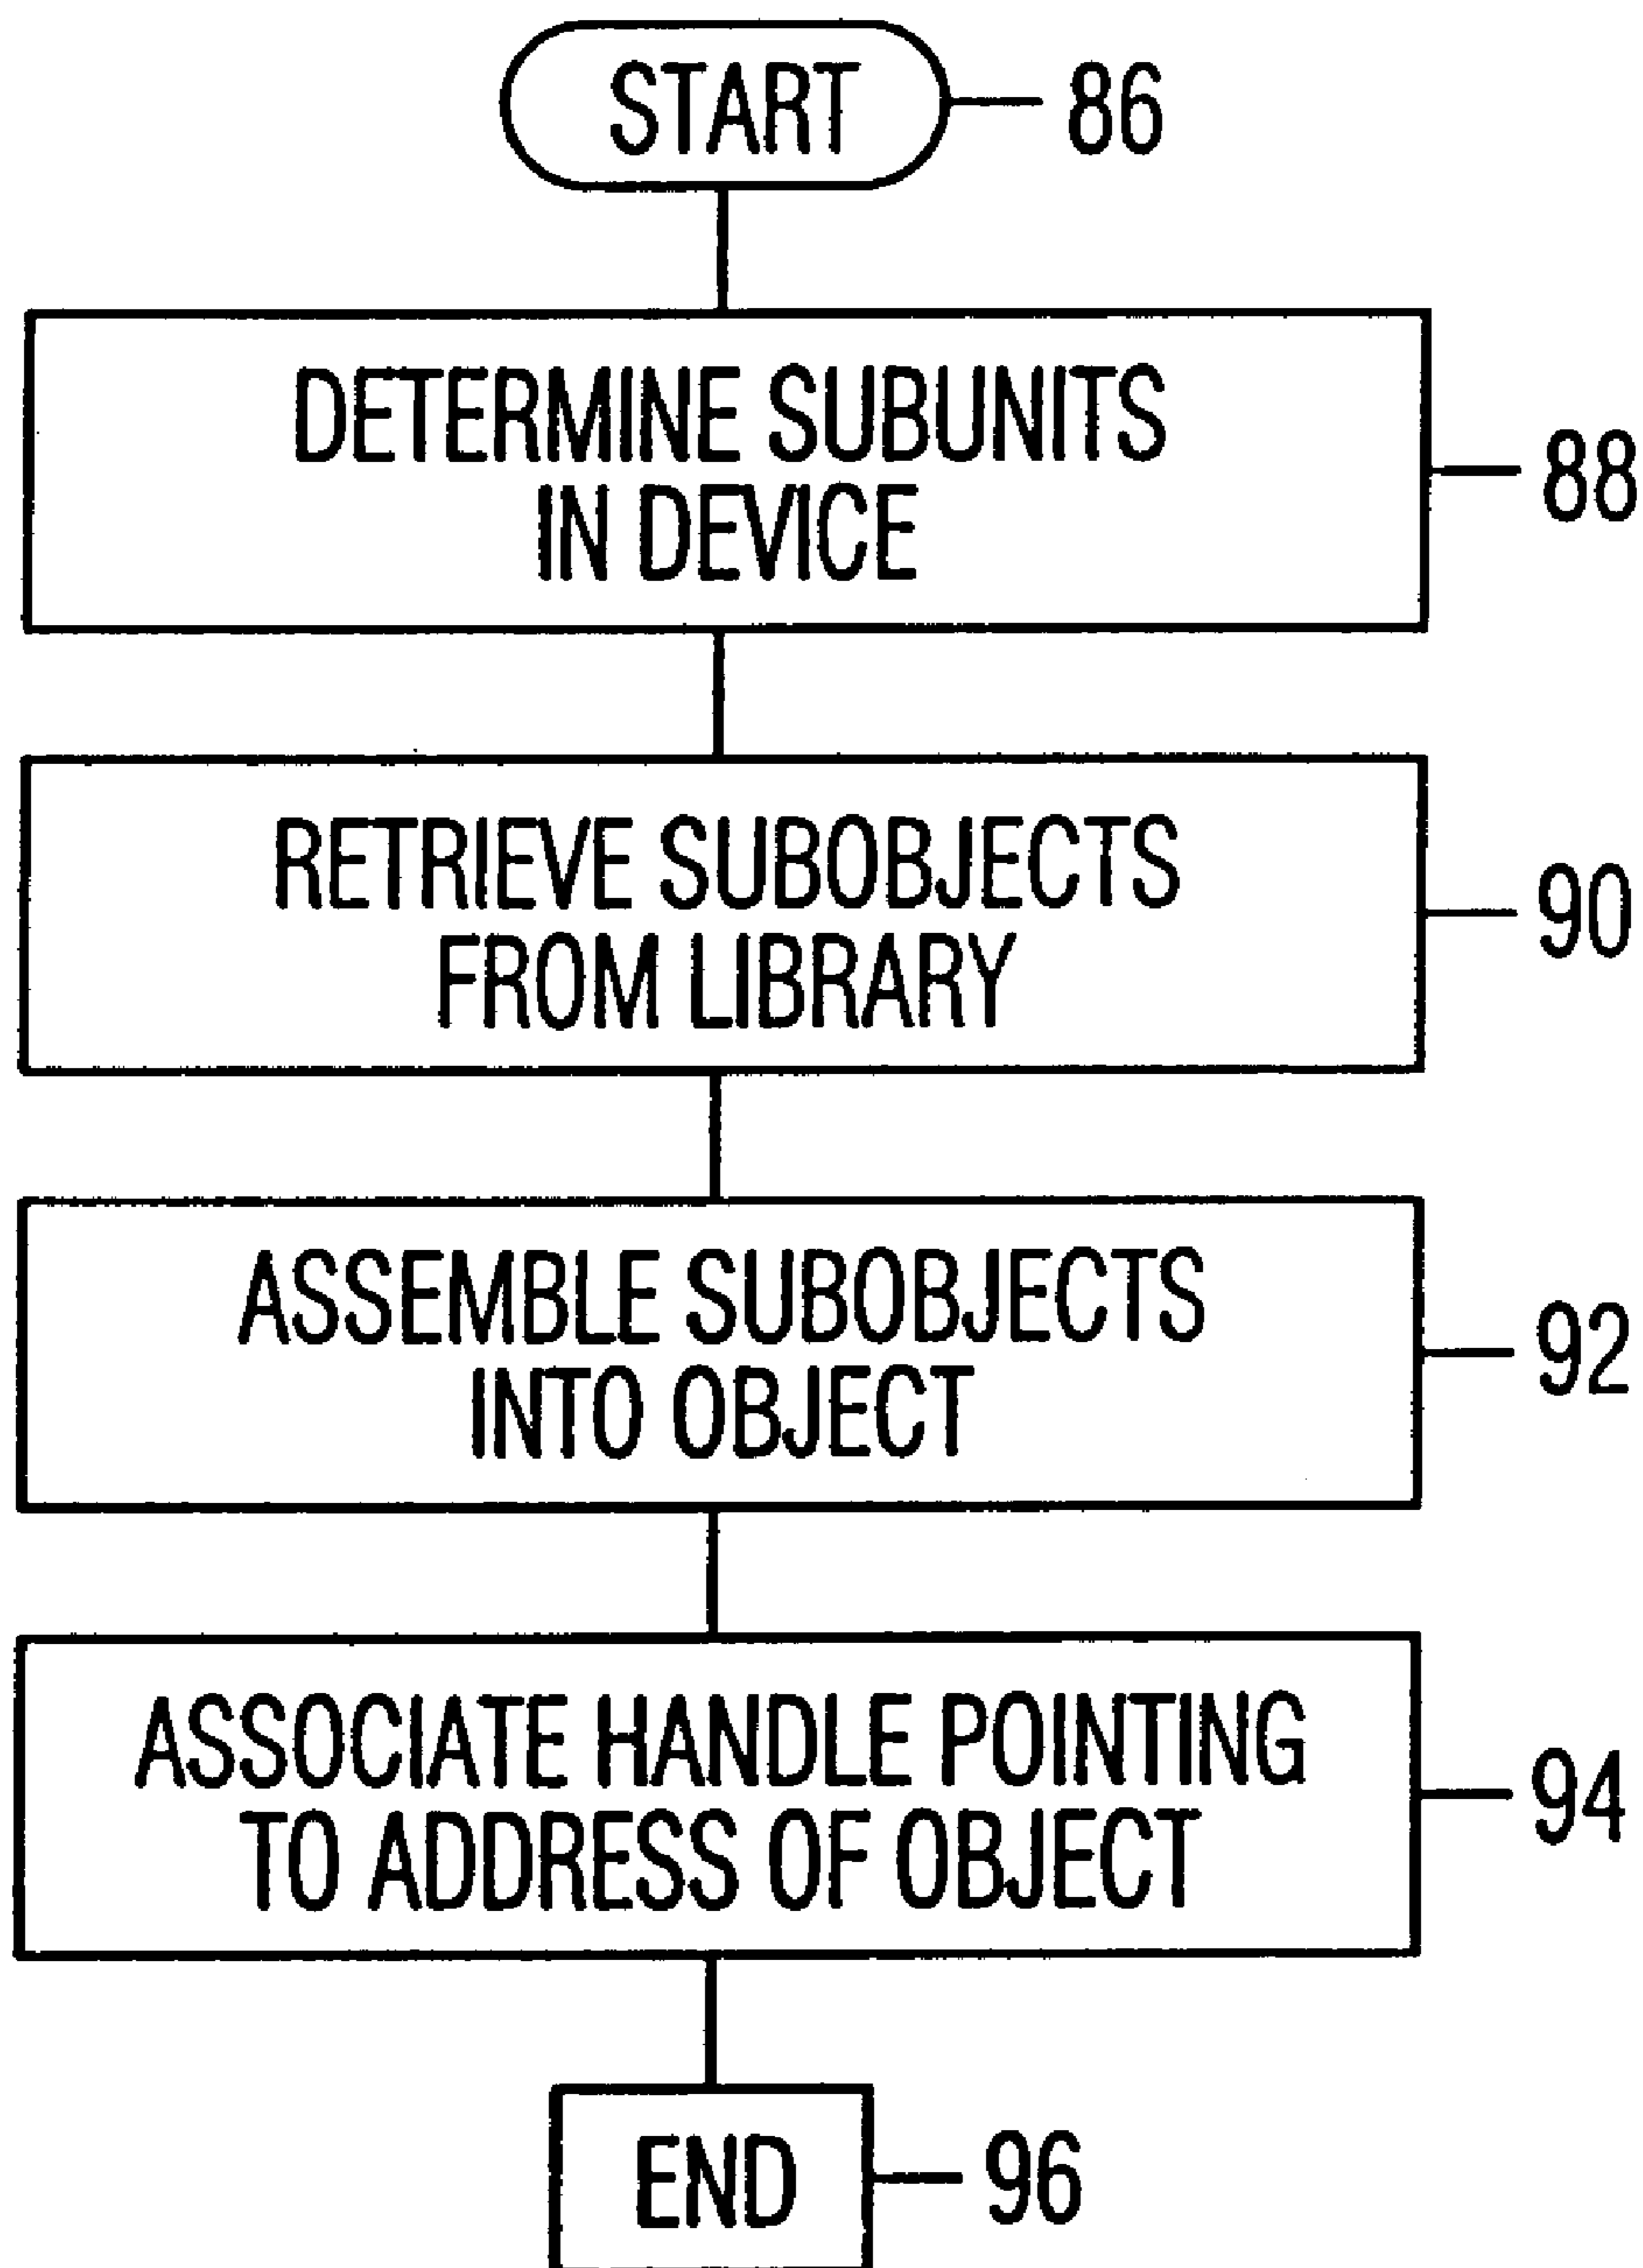 START
86
DETERMINE SUBUNITS
IN DEVICE
88
RETRIEVE SUBOBJECTS
FROM LIBRARY
90
ASSEMBLE SUBOBJECTS
INTO OBJECT
92
ASSOCIATE HANDLE POINTING
TO ADDRESS OF OBJECT
94
END
96